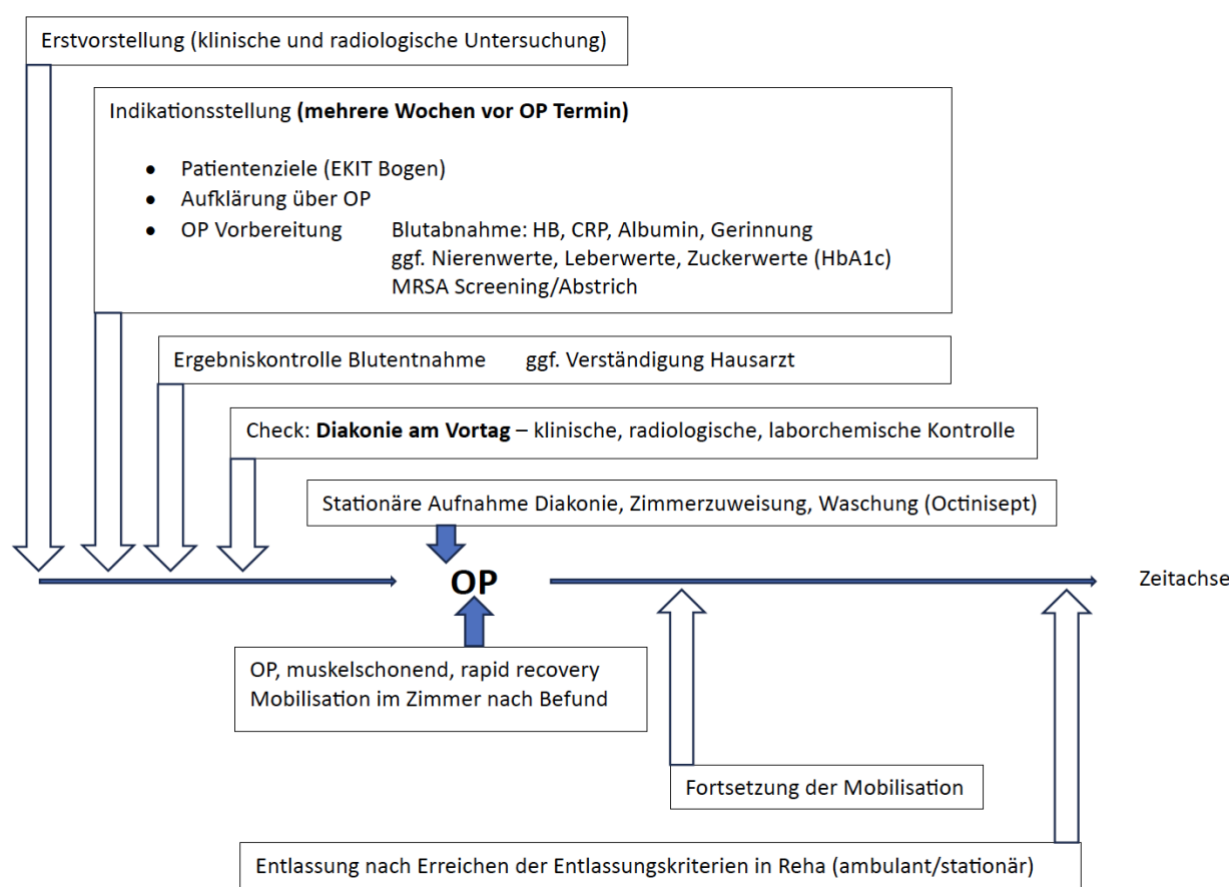 Erstvorstellung (klinische und radiologische Untersuchung)
Indikationsstellung (mehrere Wochen vor OP Termin)
• Patientenziele (EKIT Bogen)
• Aufklärung über OP
• OP Vorbereitung Blutabnahme: HB, CRP, Albumin, Gerinnung
ggf. Nierenwerte, Leberwerte, Zuckerwerte (HbA1c)
MRSA Screening/Abstrich
Ergebniskontrolle Blutentnahme ggf. Verständigung Hausarzt
Check: Diakonie am Vortag – klinische, radiologische, laborchemische Kontrolle
Stationäre Aufnahme Diakonie, Zimmerzuweisung, Waschung (Octinisept)
OP
Zeitachse
OP, muskelschonend, rapid recovery
Mobilisation im Zimmer nach Befund
Fortsetzung der Mobilisation
Entlassung nach Erreichen der Entlassungskriterien in Reha (ambulant/stationär)